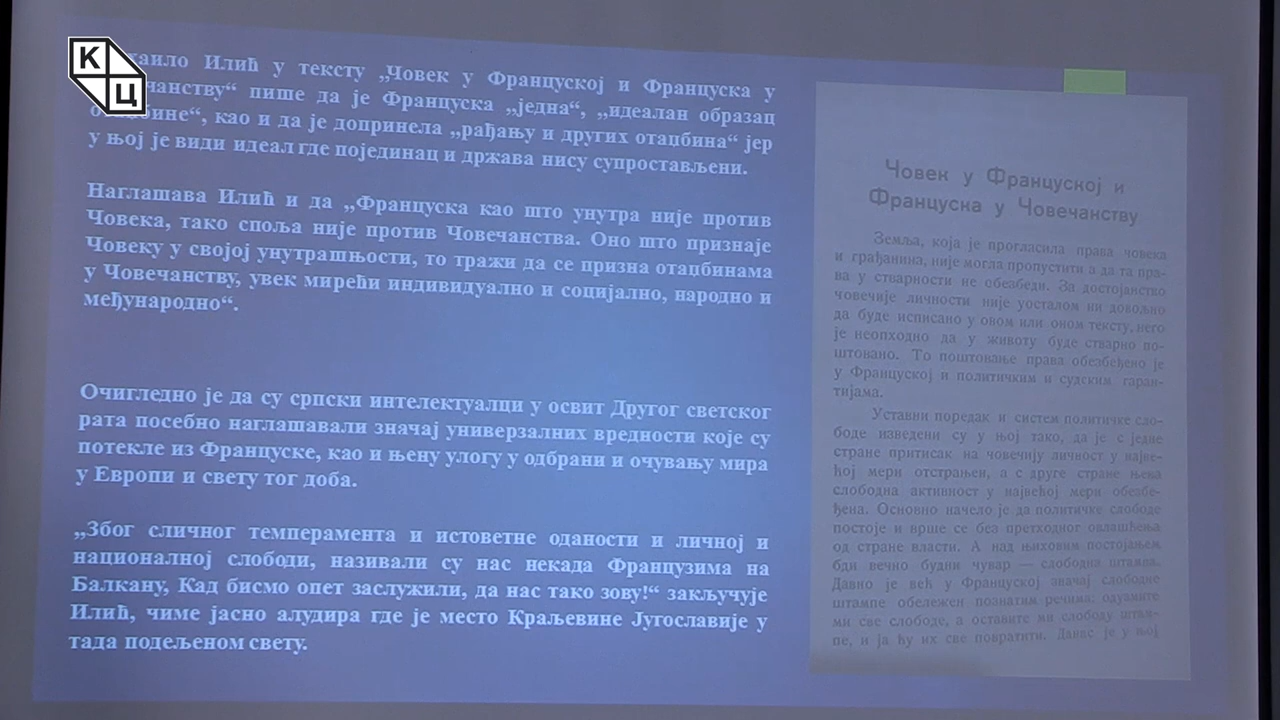 К
Ц
Илић у тексту „Човек у Француској и Француска у
пише да је Француска „једна“, „идеалан образац
као и да је допринела „рађању и других отаџбина“ јер
у њој је види идеал где појединац и држава нису супростављени.
Наглашава Илић и да „Француска као што унутра није против
Човека, тако споља није против Човечанства. Оно што признаје
Човеку у својој унутрашњости, то тражи да се призна отаџбинама
у Човечанству, увек мирећи индивидуално и социјално, народно и
међународно“.
Очигледно је да су српски интелектуалци у освит Другог светског
рата посебно наглашавали значај универзалних вредности које су
потекле из Француске, као и њену улогу у одбрани и очувању мира
у Европи и свету тог доба.
„Због сличног темперамента и истоветне оданости и личној и
националној слободи, називали су нас некада Французима на
Балкану, Кад бисмо опет заслужили, да нас тако зову!“ закључује
Илић, чиме јасно алудира где је место Краљевине Југославије у
тада подељеном свету.
Човек у Француској и
Француска у Човечанству
Земља, која је прогласила права човека
и грађанина, није могла пропустити а да та пра-
ва у стварности не обезбеди. За достојанство
човечије личности није уосталом ни довољно
да буде исписано у овом или оном тексту, него
је неопходно да у животу буде стварно по-
штовано. То поштовање права обезбеђено је
у Француској и политичким и судским гаран-
тијама.
Уставни поредак и систем политичке сло-
боде изведени су у њој тако, да је с једне
стране притисак на човечију личност у најве-
ћој мери отстрањен, а с друге стране њена
слободна активност у највећој мери обезбе-
ђена. Основно начело је да политичке слободе
постоје и врше се без претходног овлашћења
од стране власти. А над њиховим постојањем
бди вечно будни чувар — слободна штампа.
Давно је већ у Француској значај слободне
штампе обележен познатим речима: одузмите
ми све слободе, а оставите ми слободу штам-
пе, и ја ћу их све повратити. Данас је у њој